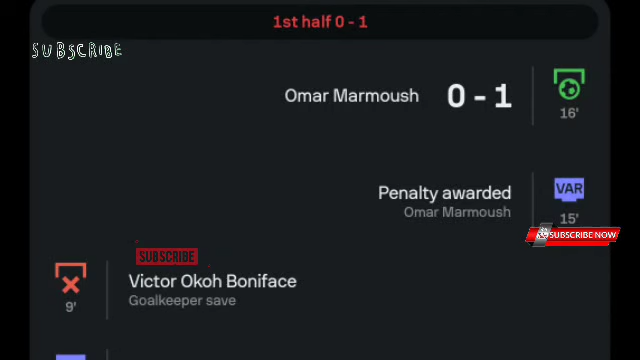 1st half 0 - 1
SUBSCRIBE
Omar Marmoush 0 - 1
16'
Penalty awarded VAR
Omar Marmoush 15'
SUBSCRIBE NOW
SUBSCRIBE
Victor Okoh Boniface
Goalkeeper save
9'